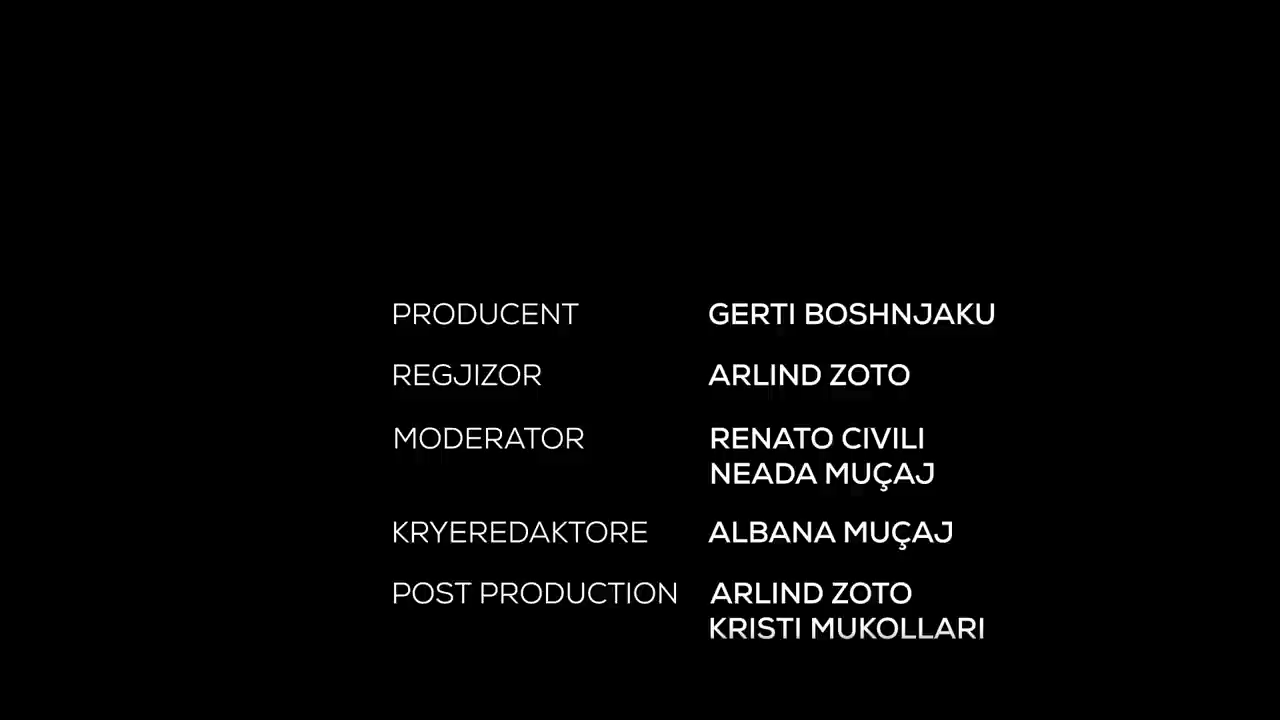 PRODUCENT GERTI BOSHNJAKU
REGJIZOR ARLIND ZOTO
MODERATOR RENATO CIVILI
NEADA MUÇAJ
KRYEREDAKTORE ALBANA MUÇAJ
POST PRODUCTION ARLIND ZOTO
KRISTI MUKOLLARI